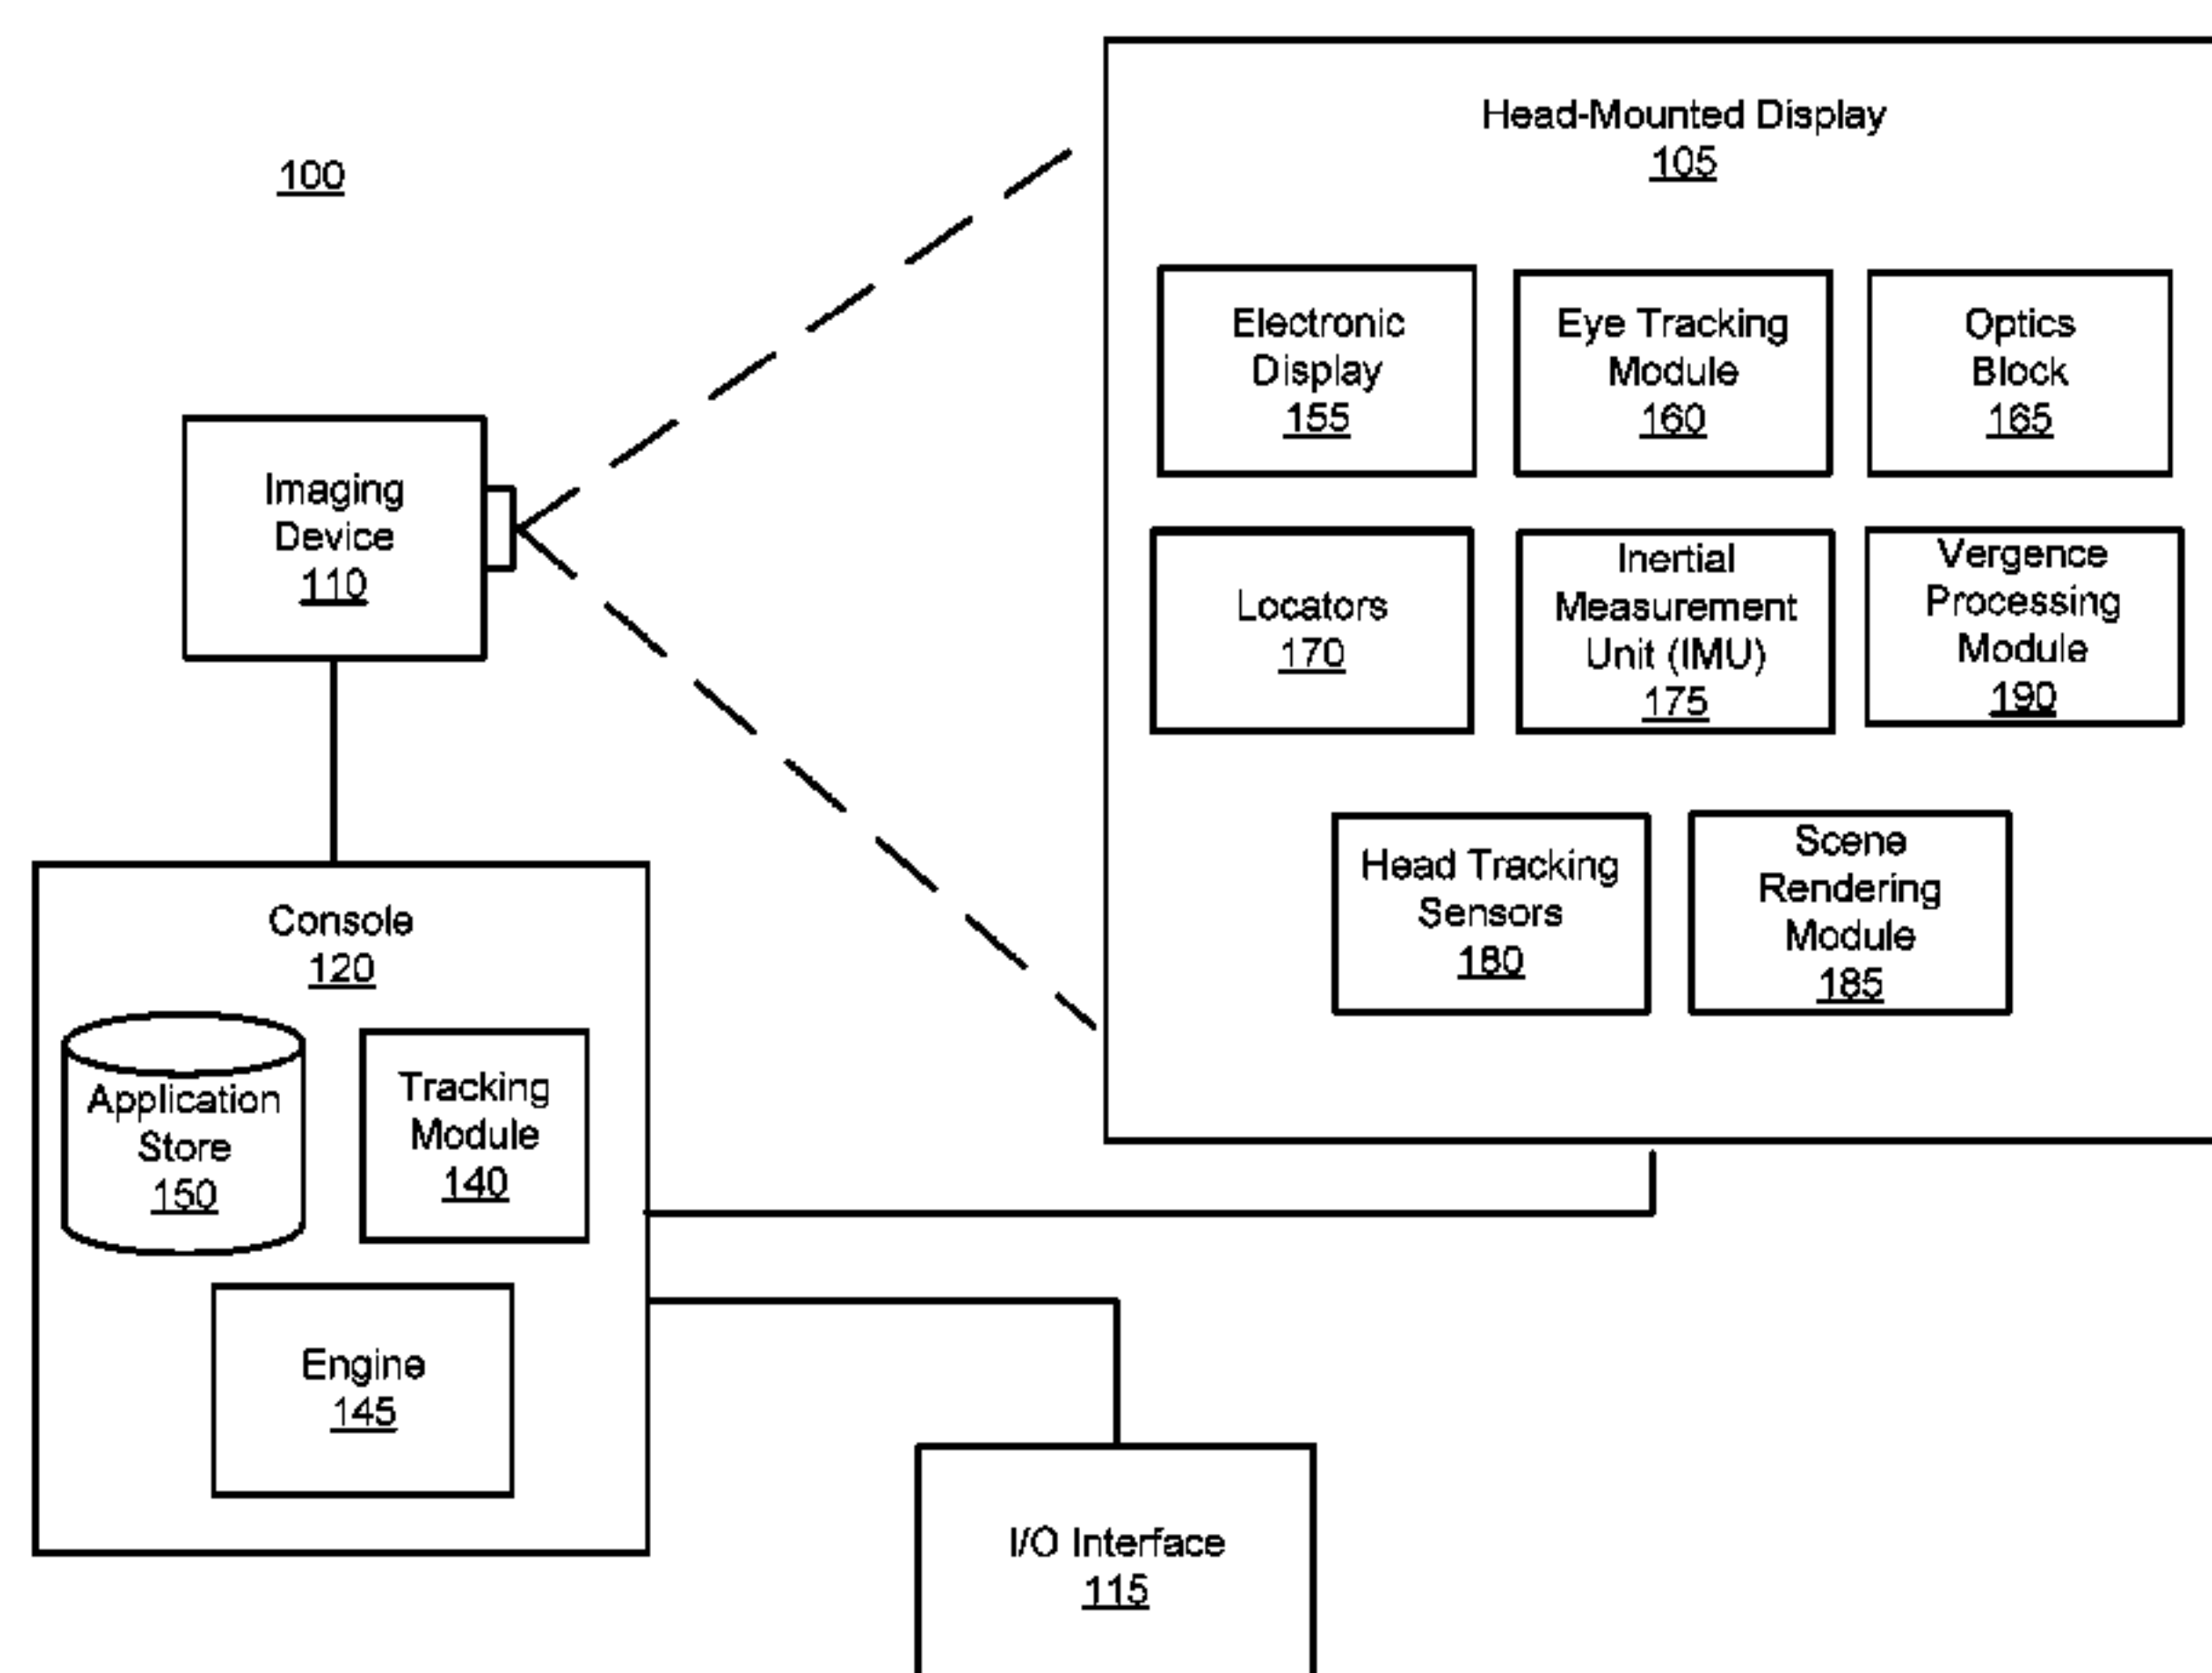 100
Head-Mounted Display
105
Electronic
Display
155
Eye Tracking
Module
160
Optics
Block
165
Imaging
Device
110
Locators
170
Inertial
Measurement
Unit (IMU)
175
Vergence
Processing
Module
190
Head Tracking
Sensors
180
Scene
Rendering
Module
185
Console
120
Application
Store
150
Tracking
Module
140
Engine
145
I/O Interface
115